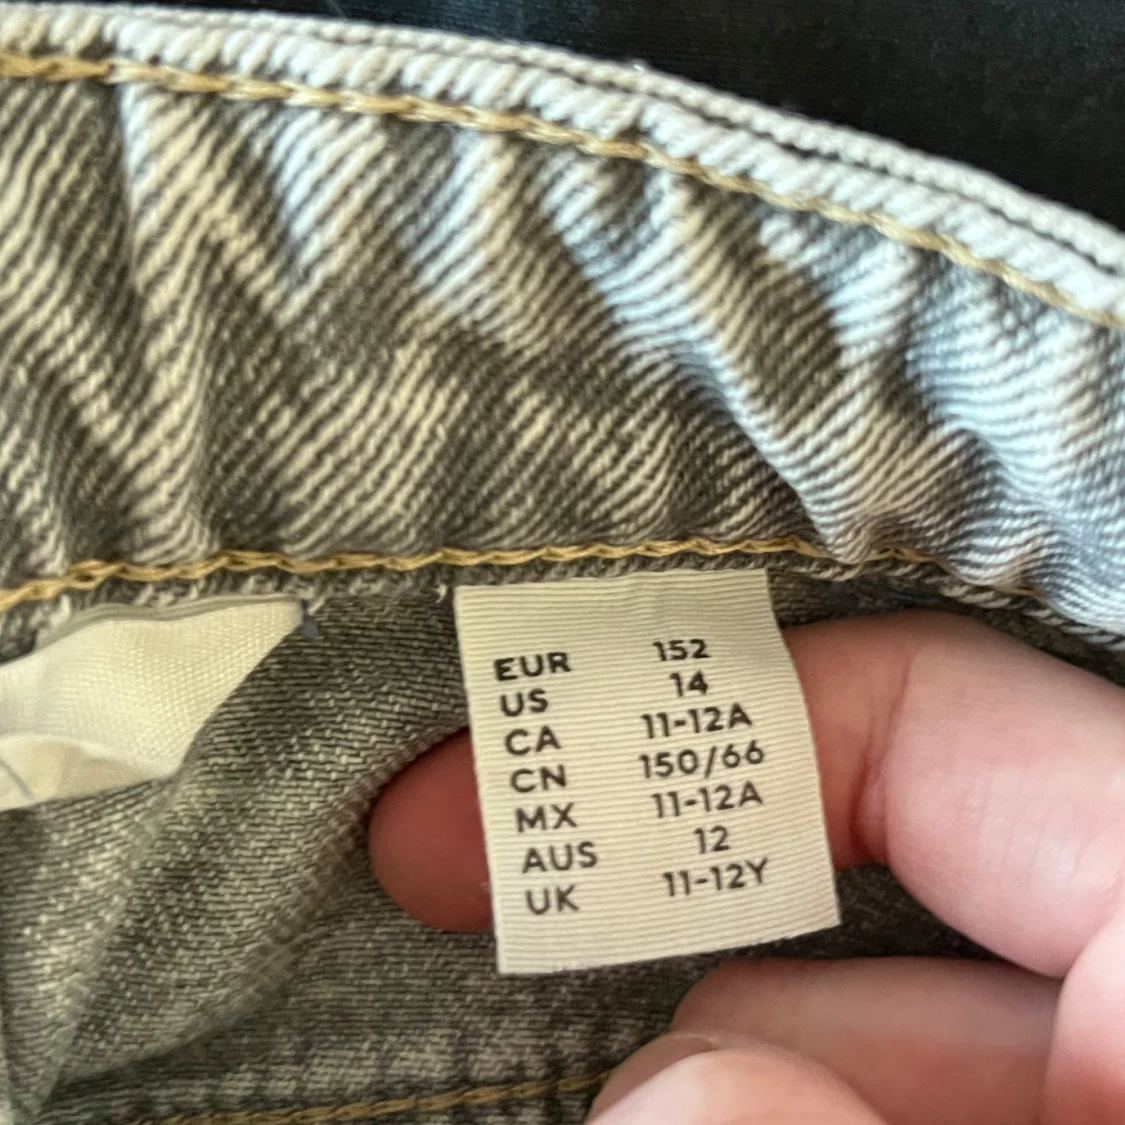 EUR 152
US 14
CA 11-12A
CN 150/66
MX 11-12A
AUS 12
UK 11-12Y